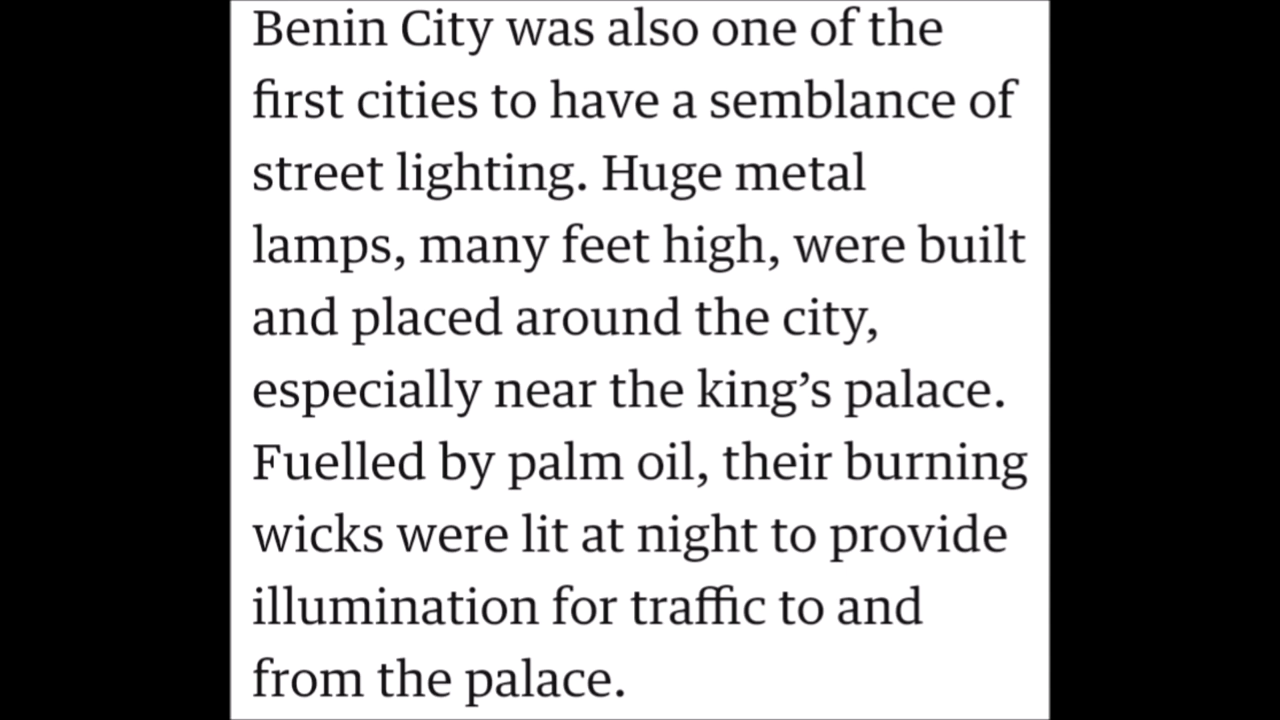 Benin City was also one of the
first cities to have a semblance of
street lighting. Huge metal
lamps, many feet high, were built
and placed around the city,
especially near the king’s palace.
Fuelled by palm oil, their burning
wicks were lit at night to provide
illumination for traffic to and
from the palace.